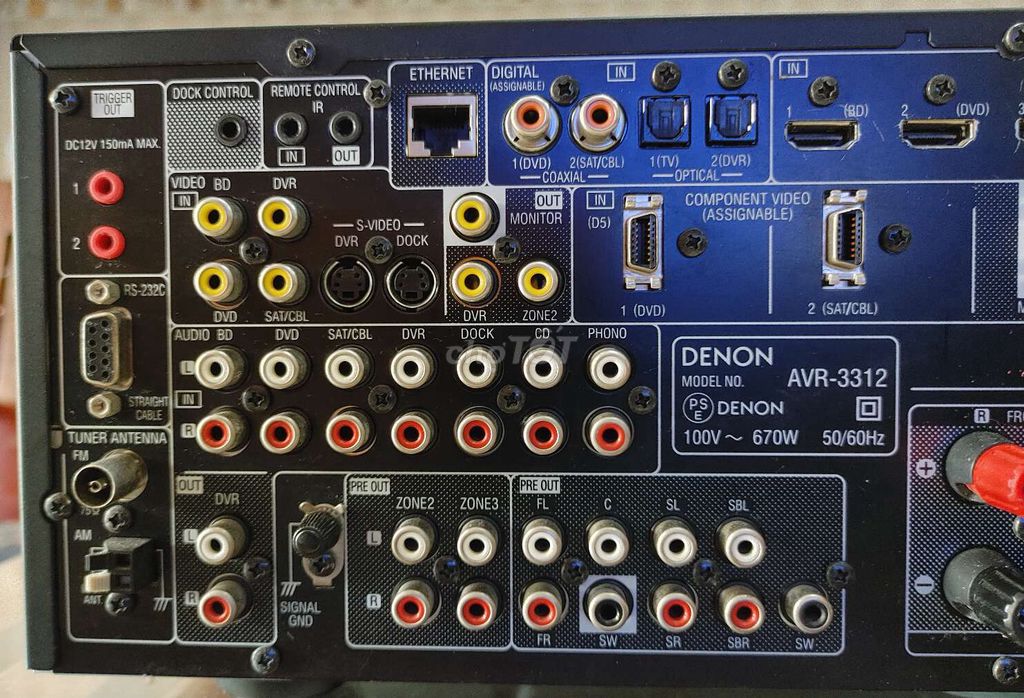 TRIGGER
OUT
DC12V 150mA MAX.
1
2
DOCK CONTROL
REMOTE CONTROL
IR
IN
OUT
ETHERNET
DIGITAL
(ASSIGNABLE)
IN
1(DVD)
2(SAT/CBL)
COAXIAL
1(TV)
2(DVR)
OPTICAL
IN
1
(BD)
2
(DVD)
3
VIDEO
IN
BD
DVR
DVD
SAT/CBL
S-VIDEO
DVR
DOCK
OUT
MONITOR
DVR
ZONE2
IN
(D5)
COMPONENT VIDEO
(ASSIGNABLE)
1 (DVD)
2 (SAT/CBL)
RS-232C
STRAIGHT
CABLE
AUDIO
BD
DVD
SAT/CBL
DVR
DOCK
CD
PHONO
L
IN
R
choTỐT
DENON
MODEL NO.
AVR-3312
PS
E
DENON
100V～ 670W 50/60Hz
TUNER ANTENNA
FM
75Ω
AM
ANT.
OUT
DVR
L
R
SIGNAL
GND
PRE OUT
ZONE2
ZONE3
L
R
PRE OUT
FL
C
SL
SBL
FR
SW
SR
SBR
SW
R
+
−